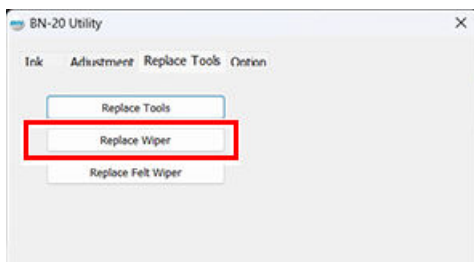 BN-20 Utility
Ink Adjustment Replace Tools Option
Replace Tools
Replace Wiper
Replace Felt Wiper